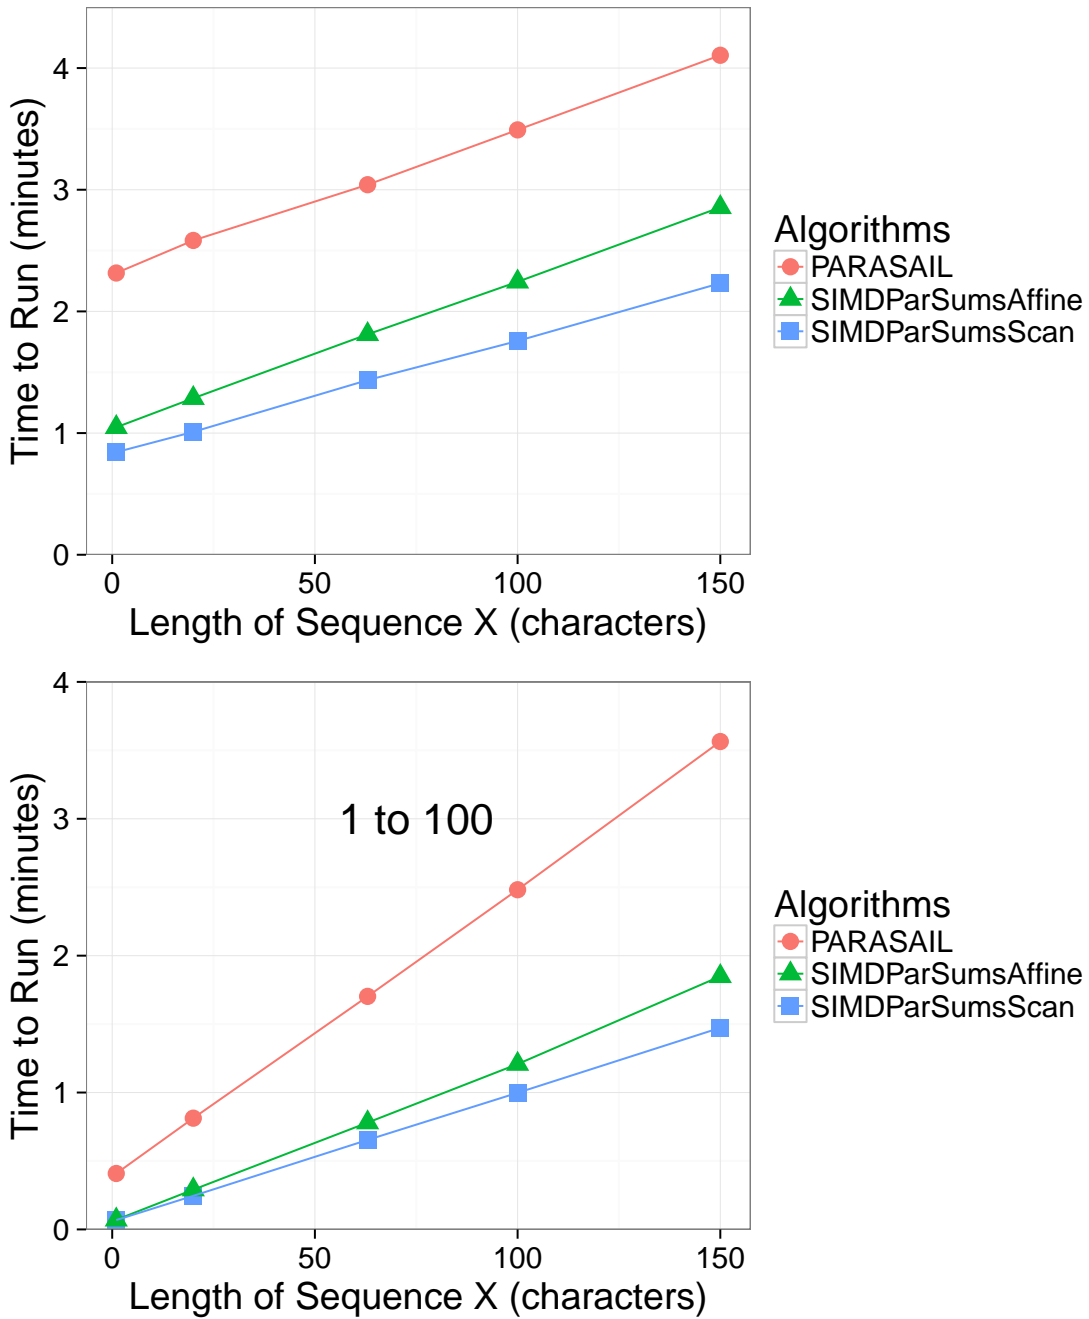 4
3
2
1
0
0 50 100 150
Time to Run (minutes)
Length of Sequence X (characters)
Algorithms
PARASAIL
SIMDParSumsAffine
SIMDParSumsScan
4
3
2
1
0
0 50 100 150
Time to Run (minutes)
Length of Sequence X (characters)
1 to 100
Algorithms
PARASAIL
SIMDParSumsAffine
SIMDParSumsScan